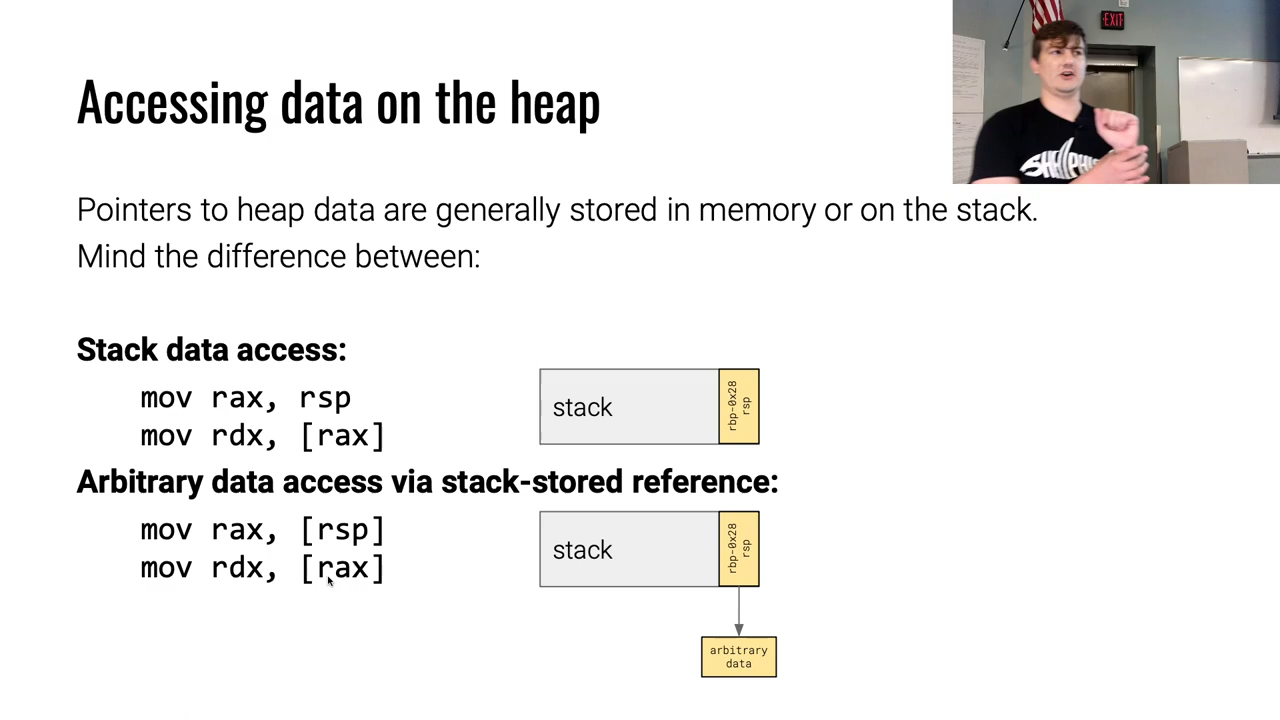 Accessing data on the heap
EXIT
Pointers to heap data are generally stored in memory or on the stack.
Mind the difference between:
Stack data access:
mov rax, rsp
mov rdx, [rax]
stack
rbp-0x28
rsp
Arbitrary data access via stack-stored reference:
mov rax, [rsp]
mov rdx, [rax]
stack
rbp-0x28
rsp
arbitrary
data